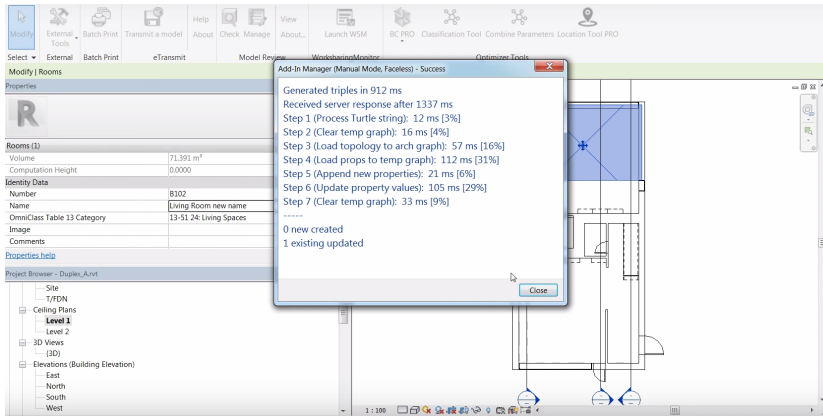 Modify
External Tools
Batch Print
Transmit a model
Help
About
Check
Manage
View
About...
Launch WSM
BC PRO
Classification Tool
Combine Parameters
Location Tool PRO
Select
External
Batch Print
eTransmit
Model Review
WorksharingMonitor
Optimizer Tools
Modify | Rooms
Properties
R
Rooms (1)
Volume 71.391 m³
Computation Height 0.0000
Identity Data
Number B102
Name Living Room new name
OmniClass Table 13 Category 13-51 24: Living Spaces
Image
Comments
Properties help
Project Browser - Duplex_A.rvt
Site
T/FDN
Ceiling Plans
Level 1
Level 2
3D Views
(3D)
Elevations (Building Elevation)
East
North
South
West
Add-In Manager (Manual Mode, Faceless) - Success
Generated triples in 912 ms
Received server response after 1337 ms
Step 1 (Process Turtle string): 12 ms [3%]
Step 2 (Clear temp graph): 16 ms [4%]
Step 3 (Load topology to arch graph): 57 ms [16%]
Step 4 (Load props to temp graph): 112 ms [31%]
Step 5 (Append new properties): 21 ms [6%]
Step 6 (Update property values): 105 ms [29%]
Step 7 (Clear temp graph): 33 ms [9%]
-----
0 new created
1 existing updated
Close
1 : 100